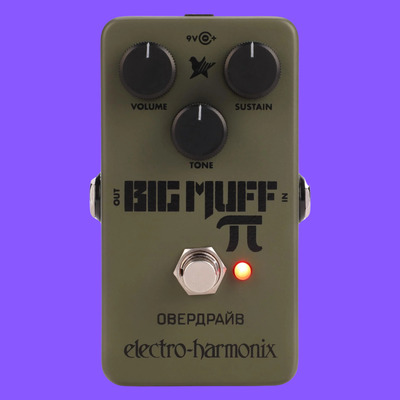 9V
VOLUME
SUSTAIN
TONE
OUT
BIG MUFF
IN
π
ОВЕРДРАЙВ
electro-harmonix